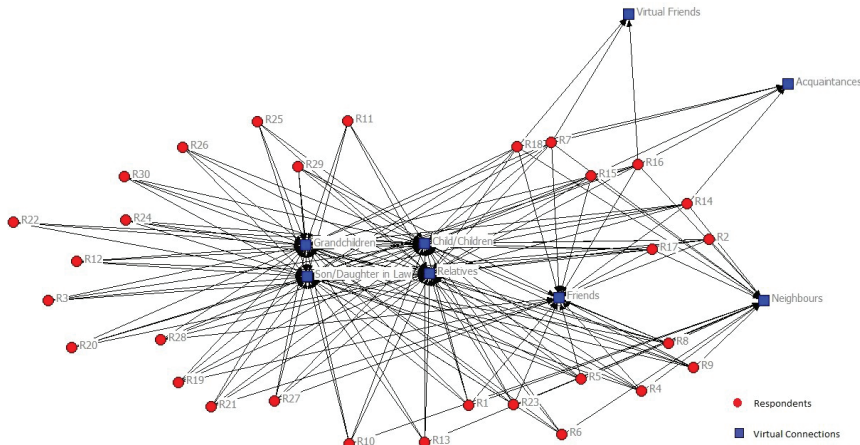 Virtual Friends
Acquaintances
R25
R11
R26
R18
R7
R29
R16
R30
R15
R14
R22
R24
R2
Grandchildren
Child/Children
R17
R12
Son/Daughter in Law
Relatives
R3
Friends
Neighbours
R28
R8
R20
R9
R19
R5
R4
R21
R27
R1
R23
Respondents
R6
R10
R13
Virtual Connections